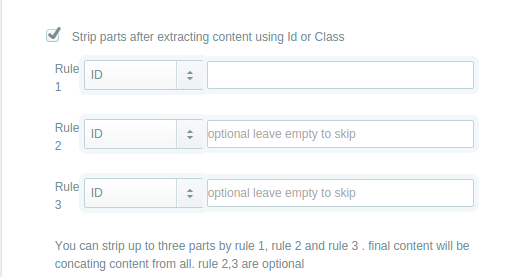 Strip parts after extracting content using Id or Class
Rule
1
ID
Rule
2
ID
optional leave empty to skip
Rule
3
ID
optional leave empty to skip
You can strip up to three parts by rule 1, rule 2 and rule 3 . final content will be
concating content from all. rule 2,3 are optional